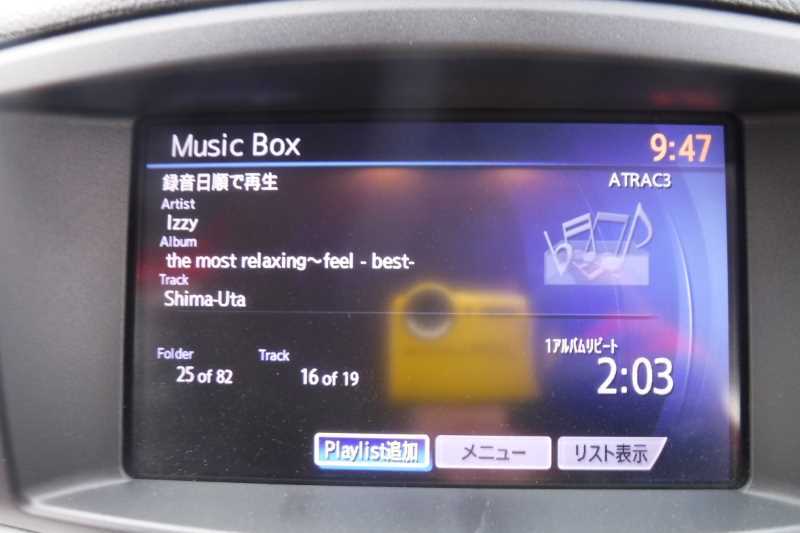 Music Box
9:47
録音日順で再生
ATRAC3
Artist
Izzy
Album
the most relaxing〜feel - best-
Track
Shima-Uta
Folder
Track
1アルバムリピート
25 of 82
16 of 19
2:03
Playlist追加
メニュー
リスト表示